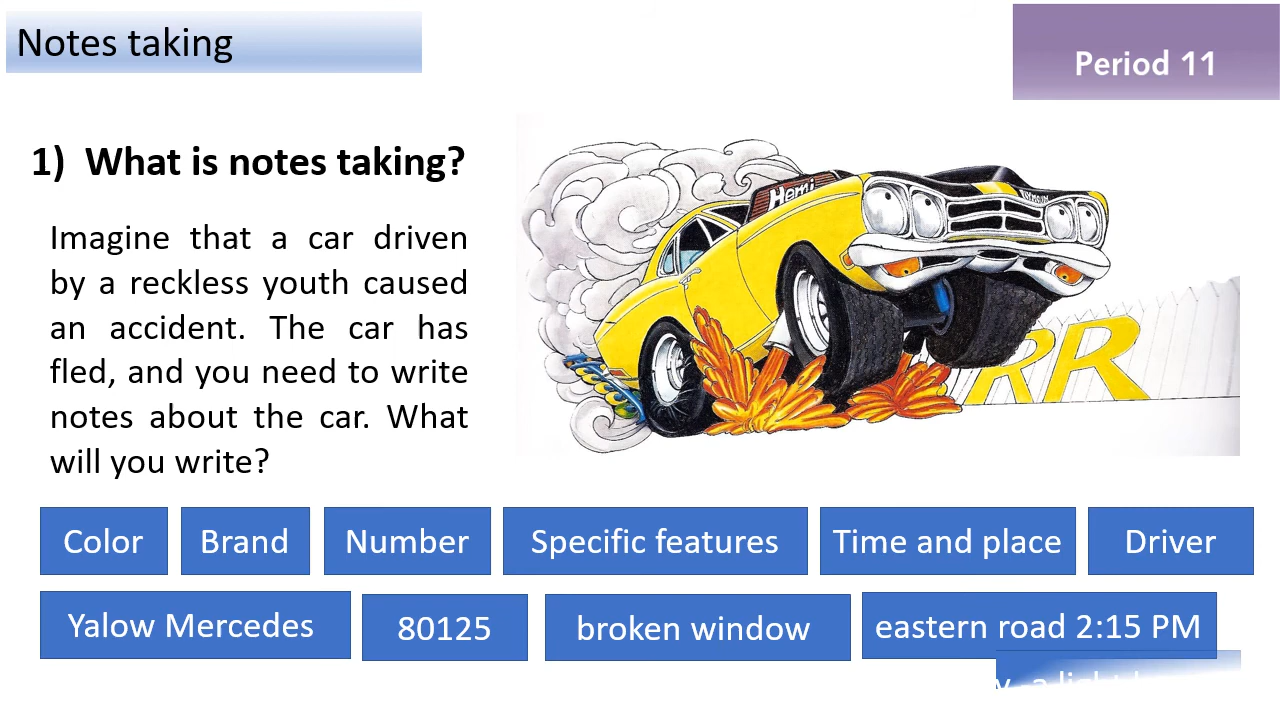 Notes taking
Period 11
1) What is notes taking?
Hemi
Imagine that a car driven
by a reckless youth caused
an accident. The car has
fled, and you need to write
notes about the car. What
will you write?
RR
Color
Brand
Number
Specific features
Time and place
Driver
Yalow Mercedes
80125
broken window
eastern road 2:15 PM